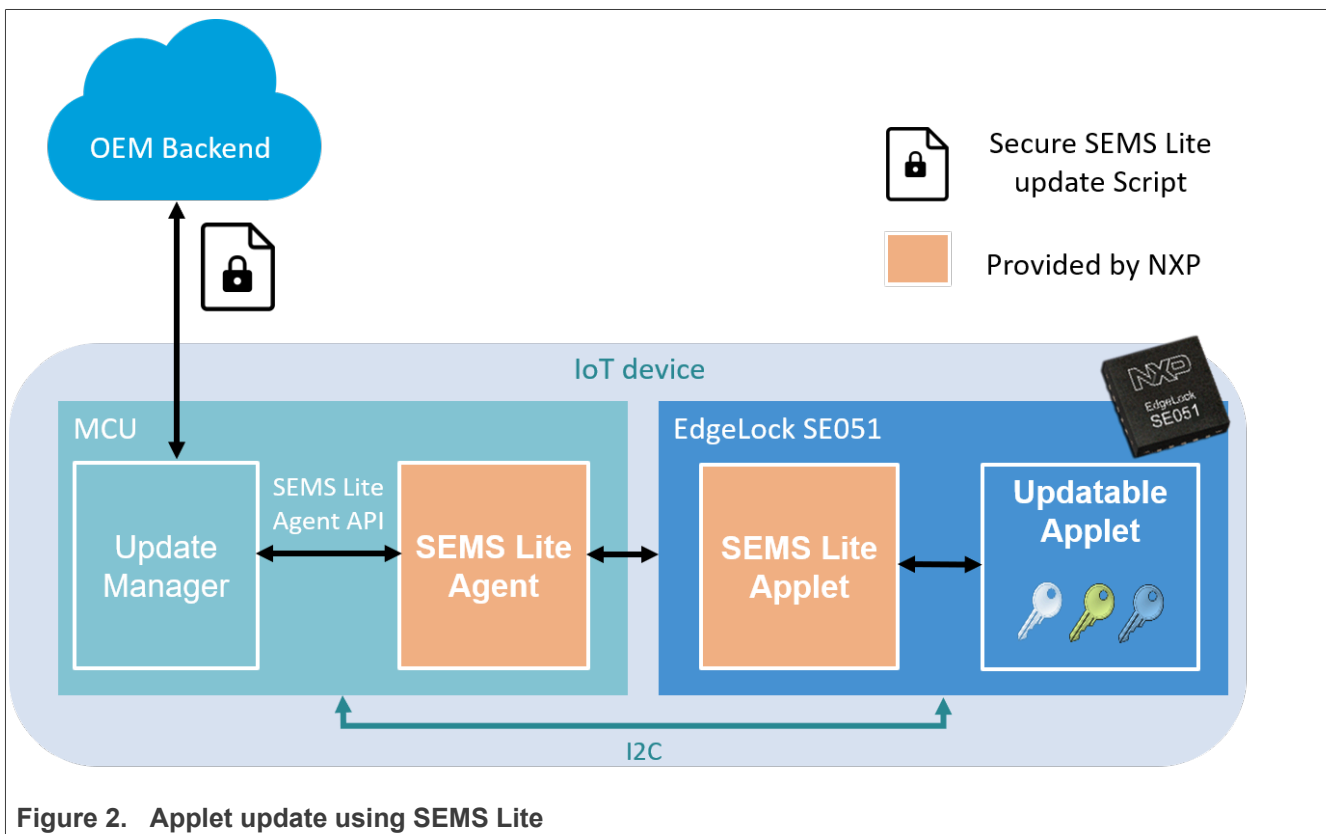 OEM Backend
Secure SEMS Lite
update Script
Provided by NXP
IoT device
NXP
EdgeLock
SE051
MCU
EdgeLock SE051
Update
Manager
SEMS Lite
Agent API
SEMS Lite
Agent
SEMS Lite
Applet
Updatable
Applet
I2C
Figure 2. Applet update using SEMS Lite